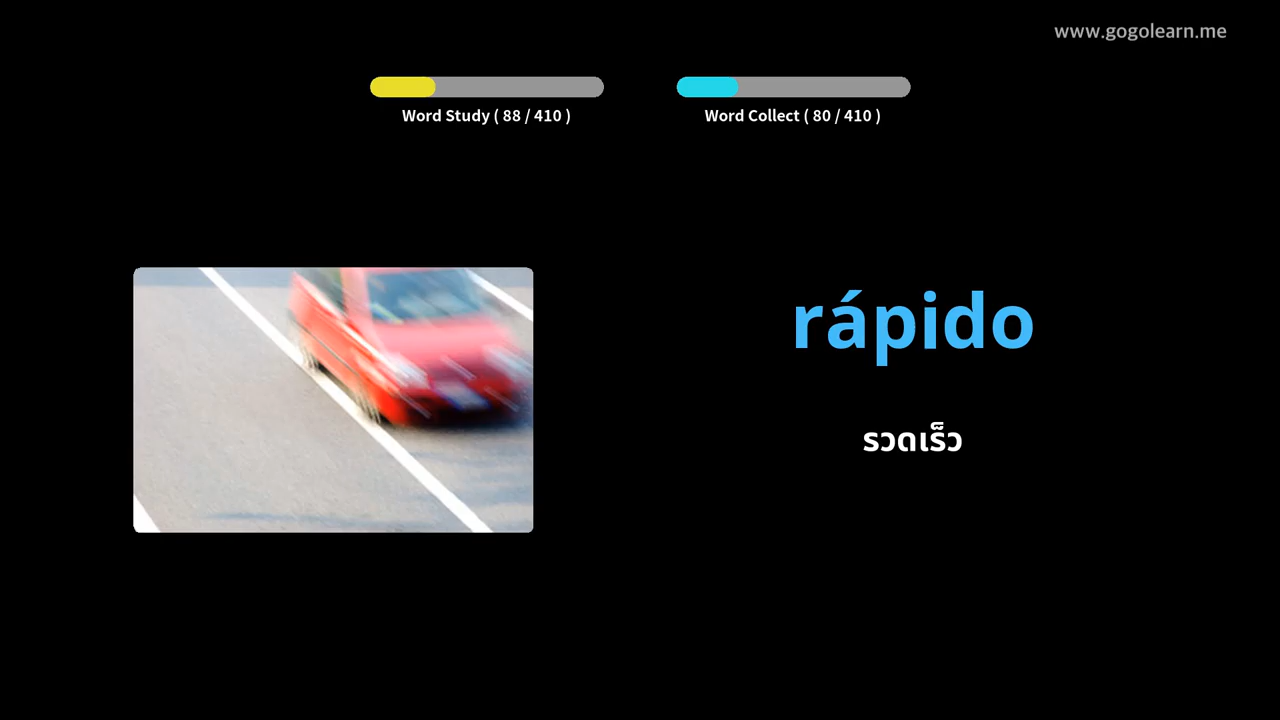 www.gogolearn.me
Word Study ( 88 / 410 )
Word Collect ( 80 / 410 )
rápido
รวดเร็ว